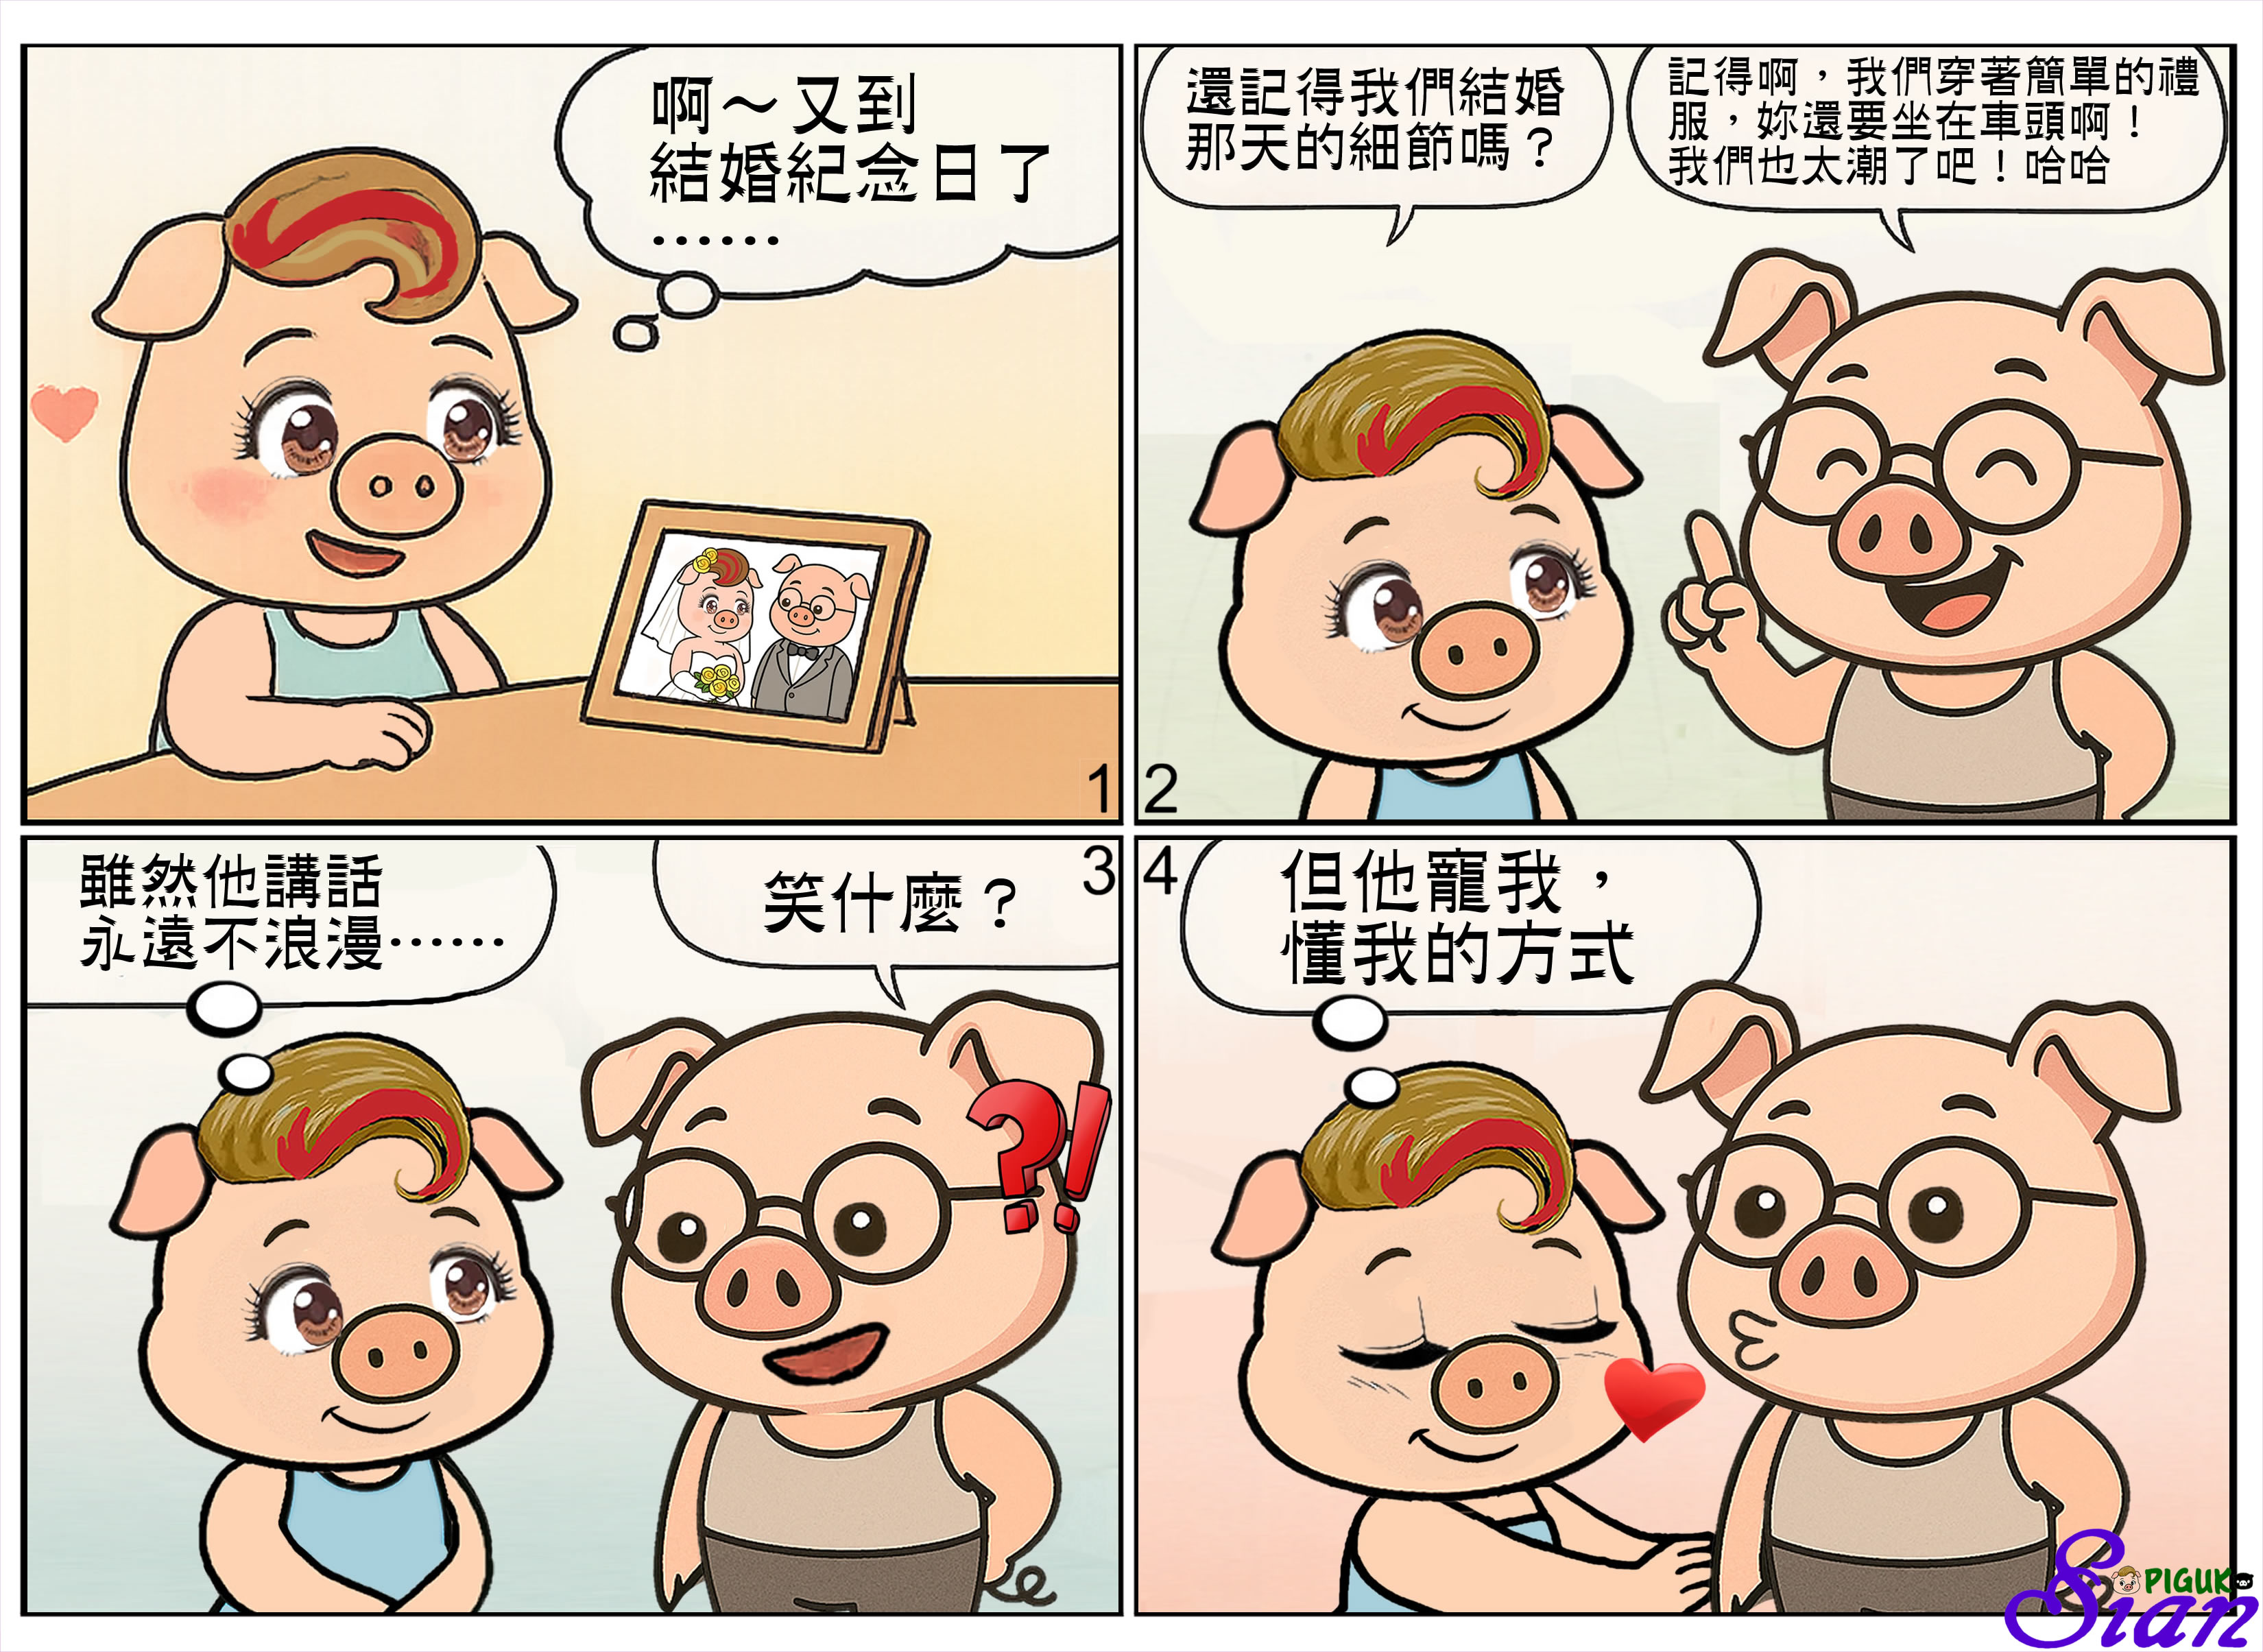 啊～又到
結婚紀念日了
……
1
還記得我們結婚
那天的細節嗎？
記得啊，我們穿著簡單的禮
服，妳還要坐在車頭啊！
我們也太潮了吧！哈哈
2
雖然他講話
永遠不浪漫……
笑什麼？
3
?!
4
但他寵我，
懂我的方式
PIGUK
Sian